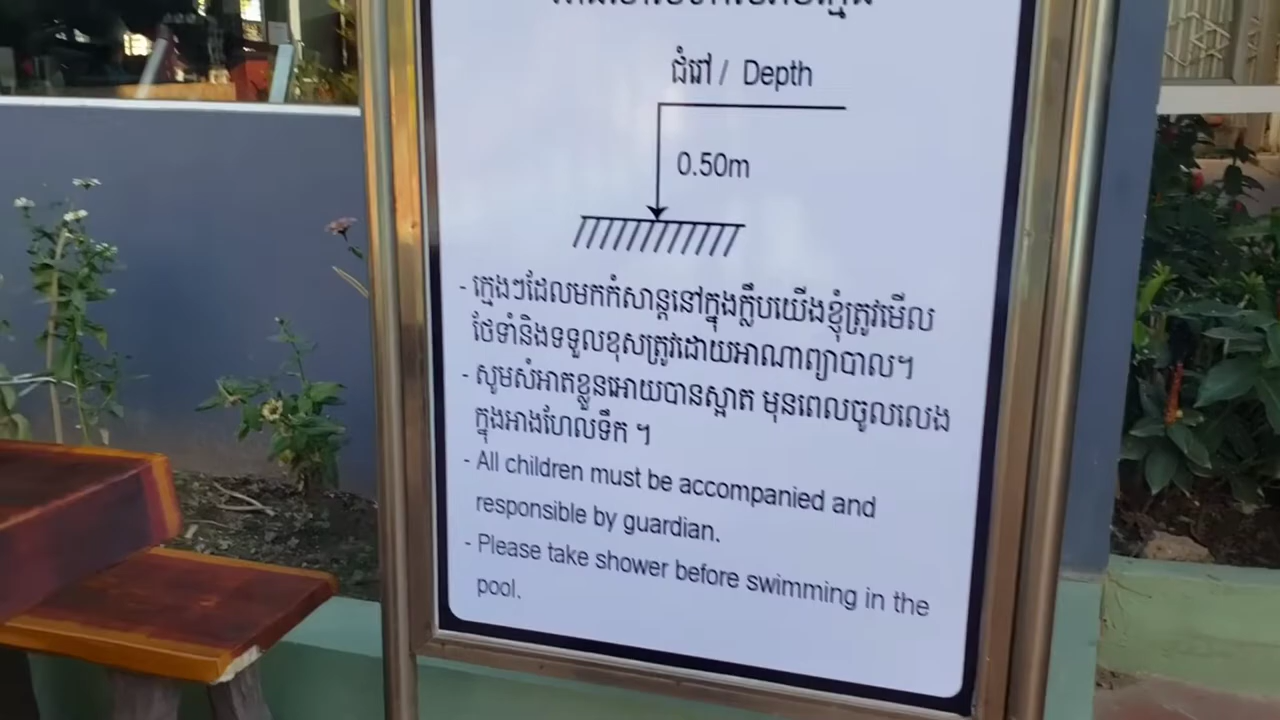 ជំរៅ / Depth
0.50m
- ក្មេងៗដែលមកកំសាន្តនៅក្នុងក្លឹបយើងខ្ញុំត្រូវមើល
ថែទាំនិងទទួលខុសត្រូវដោយអាណាព្យាបាល។
- សូមសំអាតខ្លួនអោយបានស្អាត មុនពេលចូលលេង
ក្នុងអាងហែលទឹក ។
- All children must be accompanied and
responsible by guardian.
- Please take shower before swimming in the
pool.